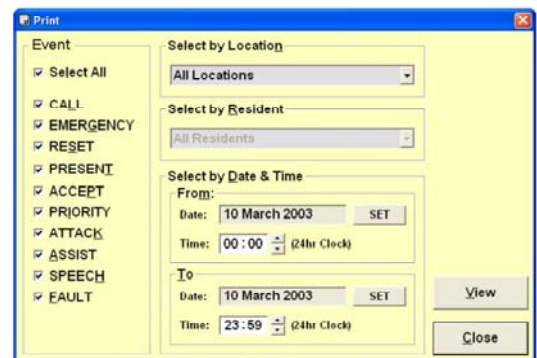 Print
Event
Select All
CALL
EMERGENCY
RESET
PRESENT
ACCEPT
PRIORITY
ATTACK
ASSIST
SPEECH
FAULT
Select by Location
All Locations
Select by Resident
All Residents
Select by Date & Time
From:
Date: 10 March 2003 SET
Time: 00:00 (24hr Clock)
To
Date: 10 March 2003 SET
Time: 23:59 (24hr Clock)
View
Close